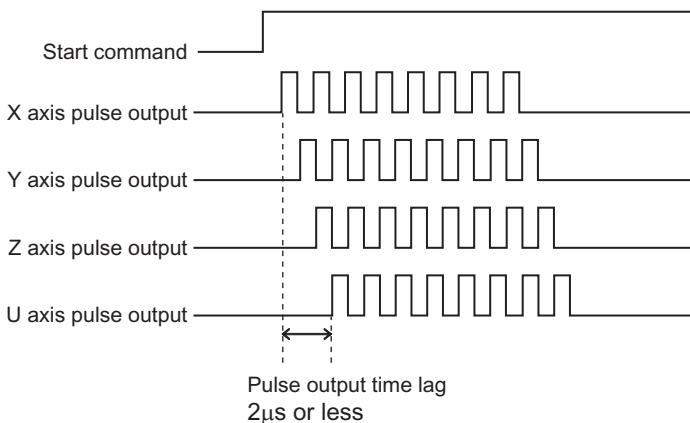 Start command
X axis pulse output
Y axis pulse output
Z axis pulse output
U axis pulse output
Pulse output time lag
2μs or less